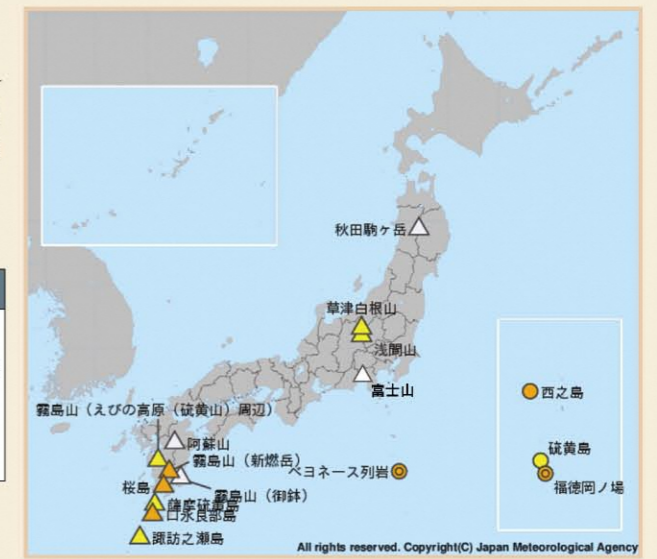 秋田駒ヶ岳
草津白根山
浅間山
富士山
霧島山（えびの高原（硫黄山）周辺）
阿蘇山
霧島山（新燃岳）
ベヨネース列岩
桜島
霧島山（御鉢）
薩摩硫黄島
口永良部島
諏訪之瀬島
西之島
硫黄島
福徳岡ノ場
All rights reserved. Copyright(C) Japan Meteorological Agency